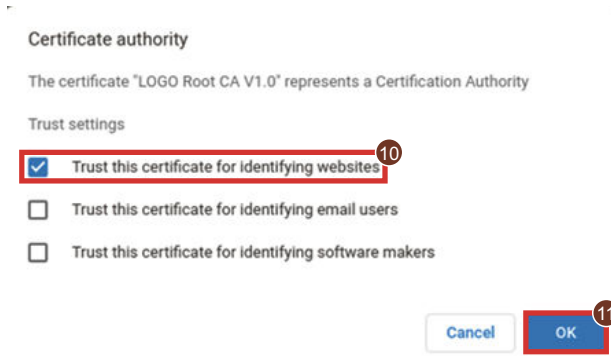 Certificate authority
The certificate "LOGO Root CA V1.0" represents a Certification Authority
Trust settings
10
Trust this certificate for identifying websites
Trust this certificate for identifying email users
Trust this certificate for identifying software makers
11
Cancel OK